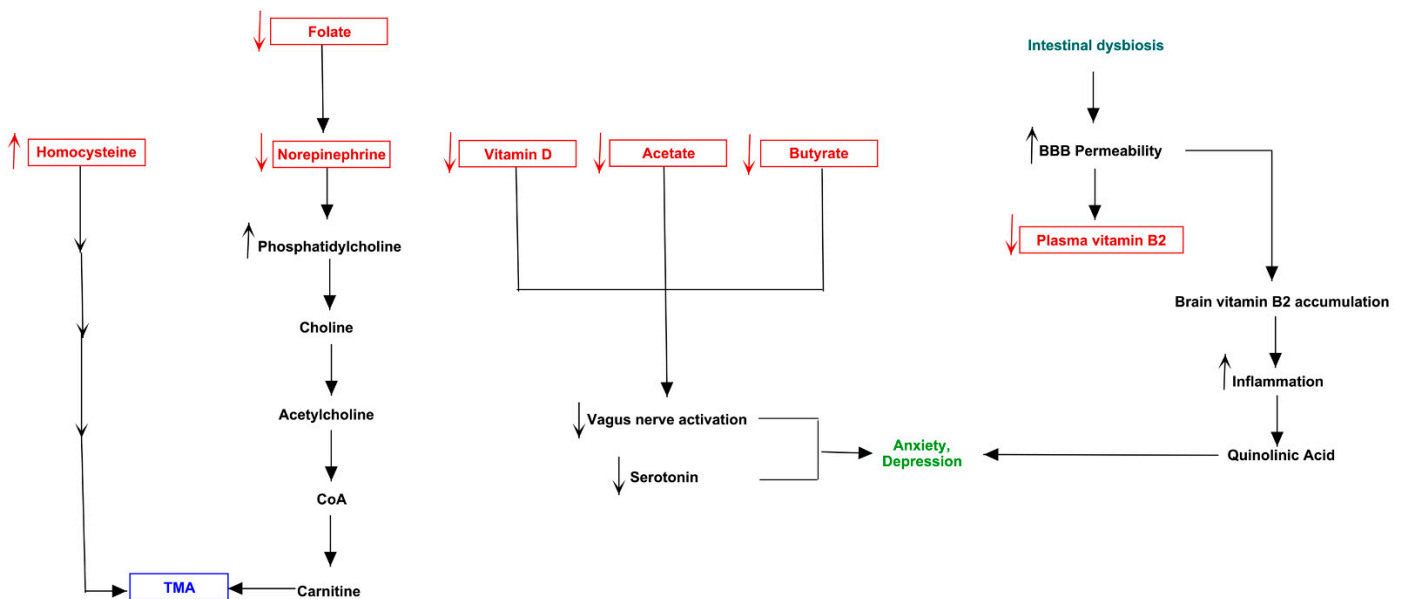 Folate
Intestinal dysbiosis
Homocysteine
Norepinephrine
Vitamin D
Acetate
Butyrate
BBB Permeability
Phosphatidylcholine
Plasma vitamin B2
Brain vitamin B2 accumulation
Choline
Inflammation
Acetylcholine
Vagus nerve activation
Anxiety,
Depression
Quinolinic Acid
Serotonin
CoA
TMA
Carnitine